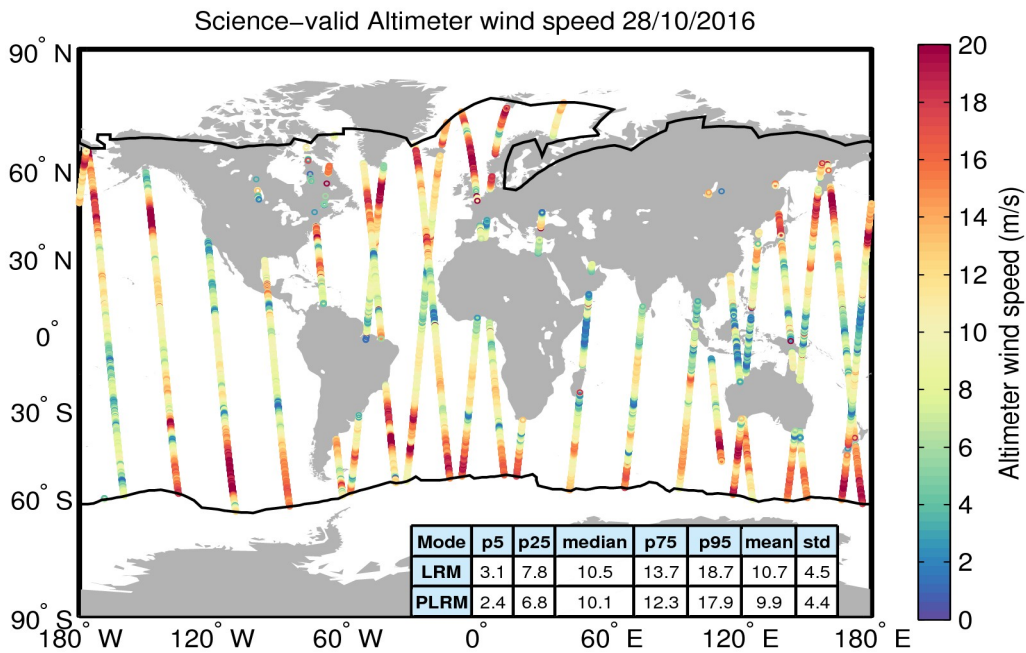 Science−valid Altimeter wind speed 28/10/2016
90° N
60° N
30° N
0°
30° S
60° S
90° S
180° W
120° W
60° W
0°
60° E
120° E
180° E
Mode p5 p25 median p75 p95 mean std
LRM 3.1 7.8 10.5 13.7 18.7 10.7 4.5
PLRM 2.4 6.8 10.1 12.3 17.9 9.9 4.4
20
18
16
14
12
10
8
6
4
2
0
Altimeter wind speed (m/s)